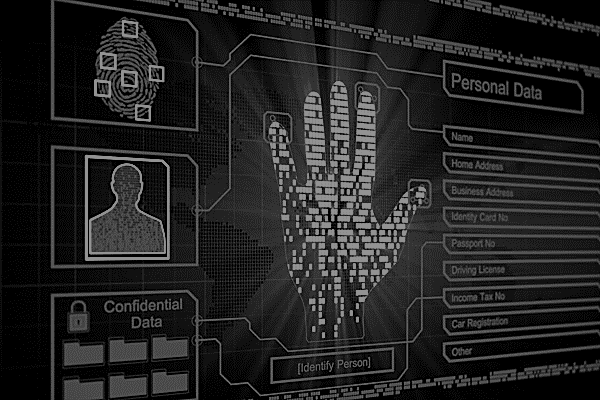 Personal Data
Name
Home Address
Business Address
Identify Card No
Passport No
Driving License
Income Tax No
Car Registration
Other
Confidential
Data
[Identify Person]